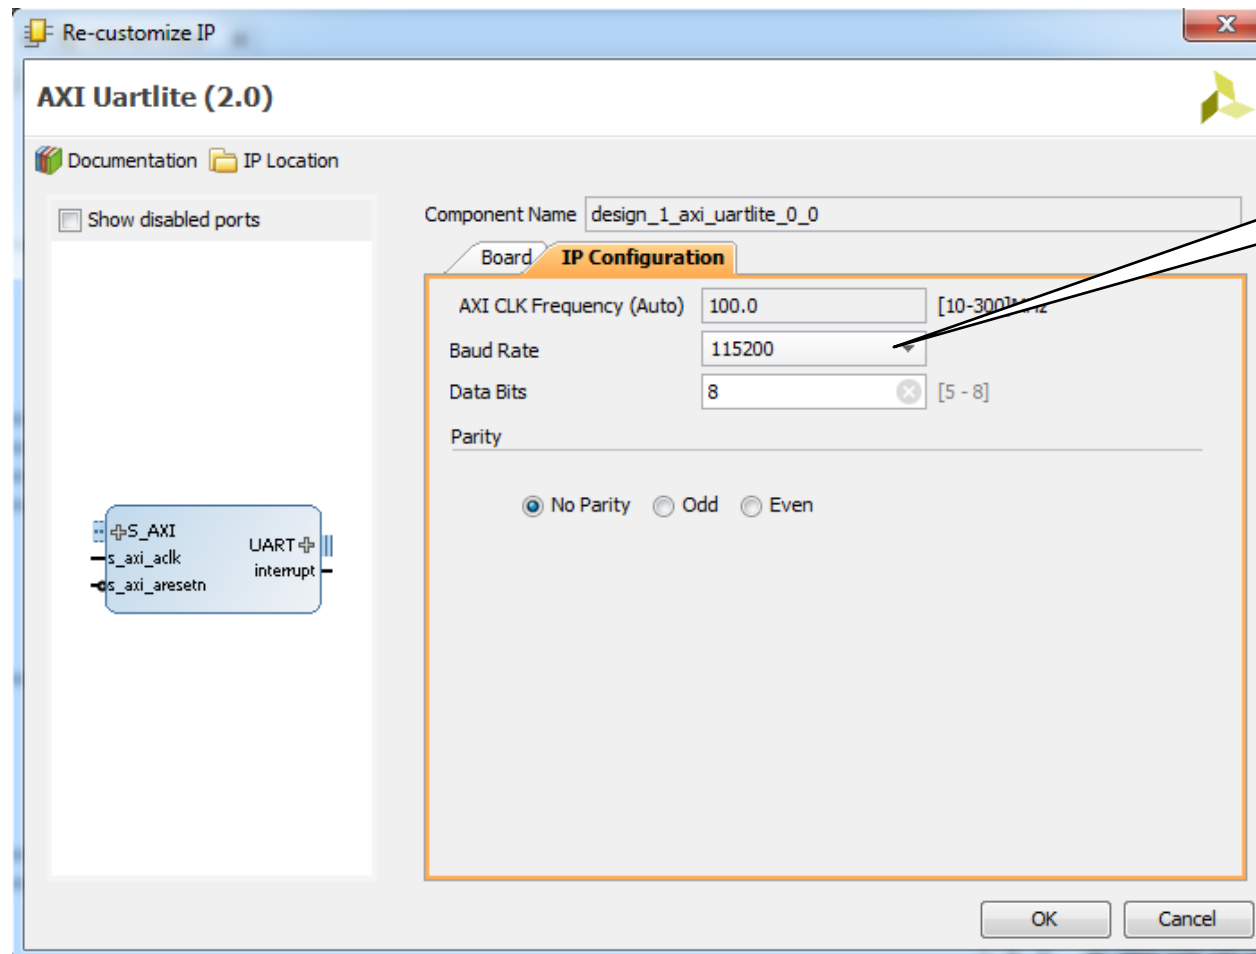 Re-customize IP
AXI Uartlite (2.0)
Documentation IP Location
Show disabled ports
Component Name design_1_axi_uartlite_0_0
Board IP Configuration
AXI CLK Frequency (Auto) 100.0 [10-300]MHz
Baud Rate 115200
Data Bits 8 [5 - 8]
Parity
No Parity Odd Even
S_AXI
s_axi_aclk
s_axi_aresetn
UART
interrupt
OK Cancel